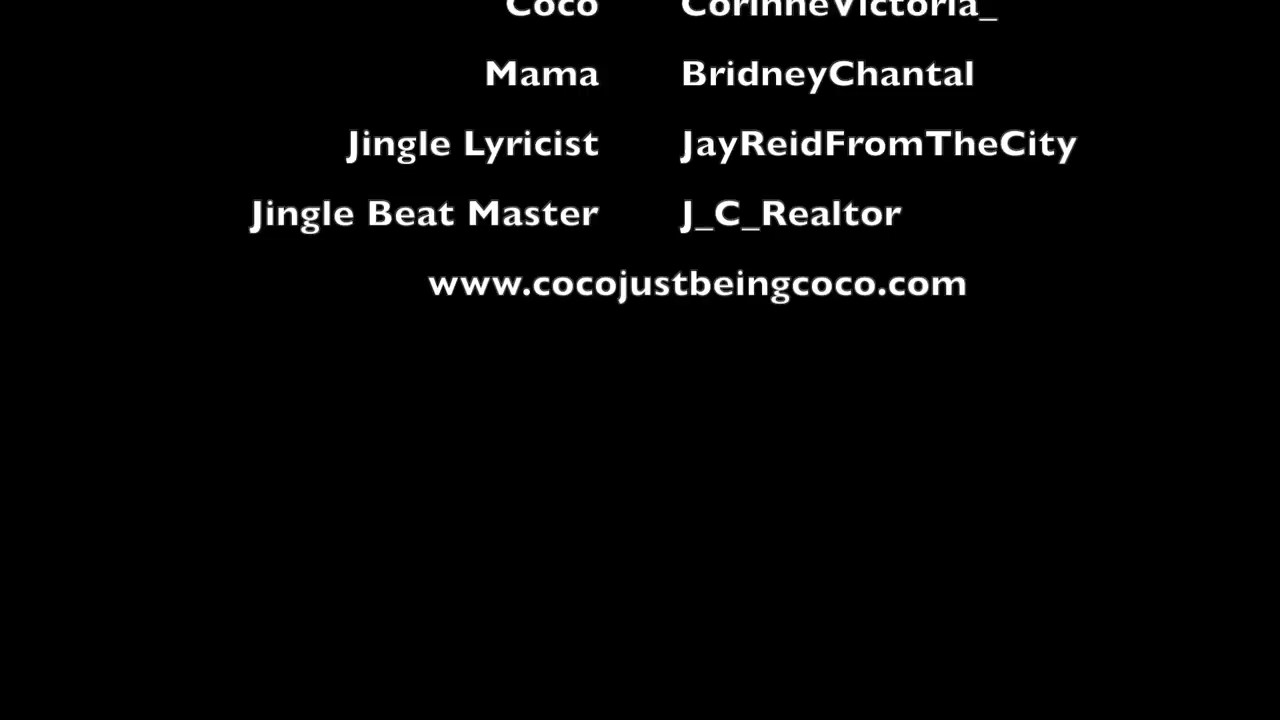 Coco CorinneVictoria_
Mama BridneyChantal
Jingle Lyricist JayReidFromTheCity
Jingle Beat Master J_C_Realtor
www.cocojustbeingcoco.com